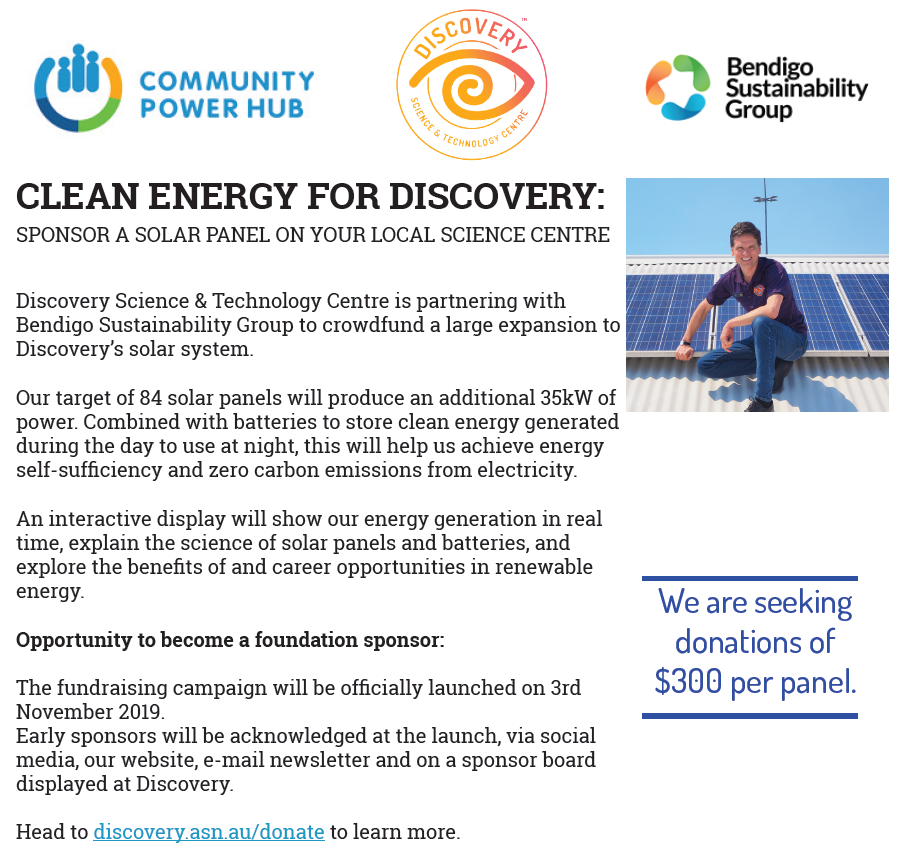 COMMUNITY
POWER HUB
DISCOVERY
TM
SCIENCE & TECHNOLOGY CENTRE
Bendigo
Sustainability
Group
CLEAN ENERGY FOR DISCOVERY:
SPONSOR A SOLAR PANEL ON YOUR LOCAL SCIENCE CENTRE
Discovery Science & Technology Centre is partnering with
Bendigo Sustainability Group to crowdfund a large expansion to
Discovery’s solar system.
Our target of 84 solar panels will produce an additional 35kW of
power. Combined with batteries to store clean energy generated
during the day to use at night, this will help us achieve energy
self-sufficiency and zero carbon emissions from electricity.
An interactive display will show our energy generation in real
time, explain the science of solar panels and batteries, and
explore the benefits of and career opportunities in renewable
energy.
Opportunity to become a foundation sponsor:
The fundraising campaign will be officially launched on 3rd
November 2019.
Early sponsors will be acknowledged at the launch, via social
media, our website, e-mail newsletter and on a sponsor board
displayed at Discovery.
Head to discovery.asn.au/donate to learn more.
We are seeking
donations of
$300 per panel.